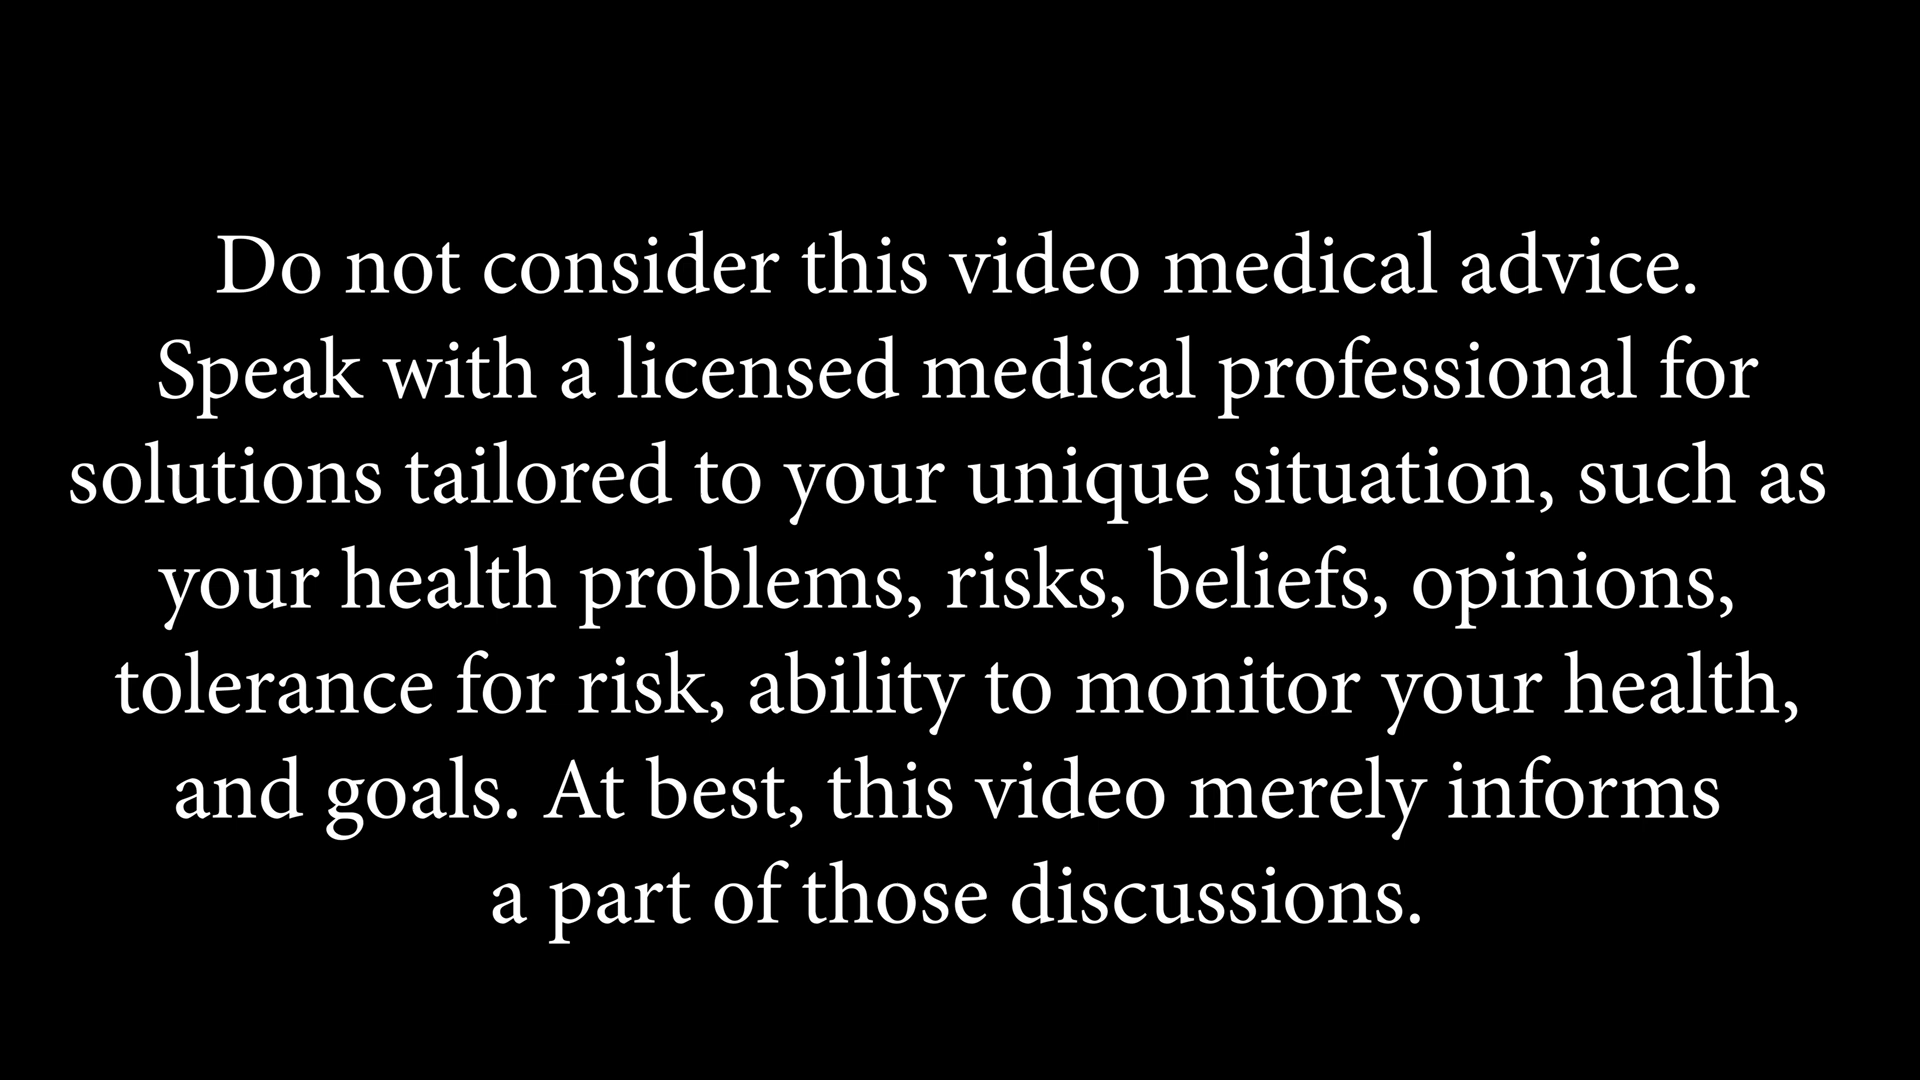 Do not consider this video medical advice.
Speak with a licensed medical professional for
solutions tailored to your unique situation, such as
your health problems, risks, beliefs, opinions,
tolerance for risk, ability to monitor your health,
and goals. At best, this video merely informs
a part of those discussions.